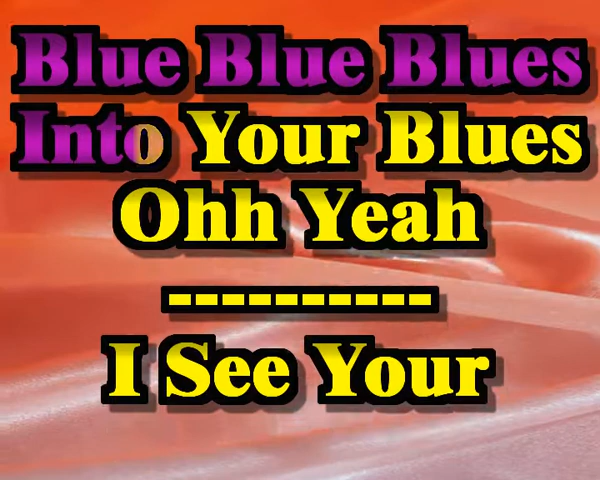 Blue Blue Blues
Into Your Blues
Ohh Yeah
----------
I See Your